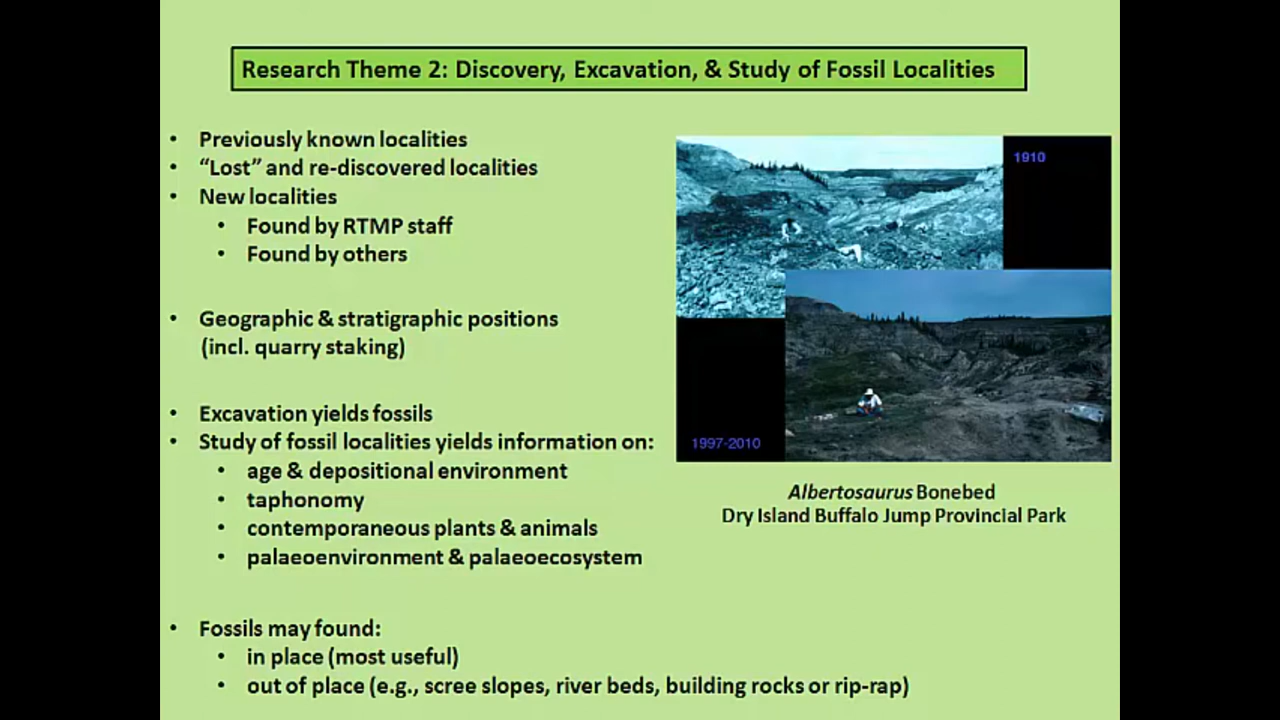 Research Theme 2: Discovery, Excavation, & Study of Fossil Localities
• Previously known localities
• “Lost” and re-discovered localities
• New localities
• Found by RTMP staff
• Found by others
• Geographic & stratigraphic positions
(incl. quarry staking)
• Excavation yields fossils
• Study of fossil localities yields information on:
• age & depositional environment
• taphonomy
• contemporaneous plants & animals
• palaeoenvironment & palaeoecosystem
• Fossils may found:
• in place (most useful)
• out of place (e.g., scree slopes, river beds, building rocks or rip-rap)
1910
1997-2010
Albertosaurus Bonebed
Dry Island Buffalo Jump Provincial Park